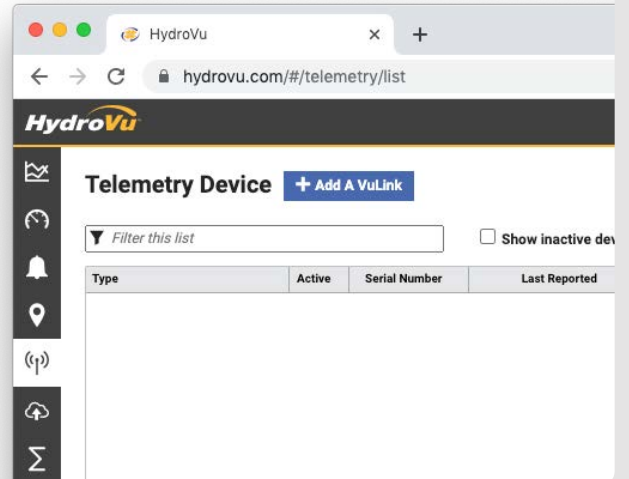 HydroVu
hydrovu.com/#/telemetry/list
HydroVu
Telemetry Device + Add A VuLink
Filter this list Show inactive dev
Type Active Serial Number Last Reported